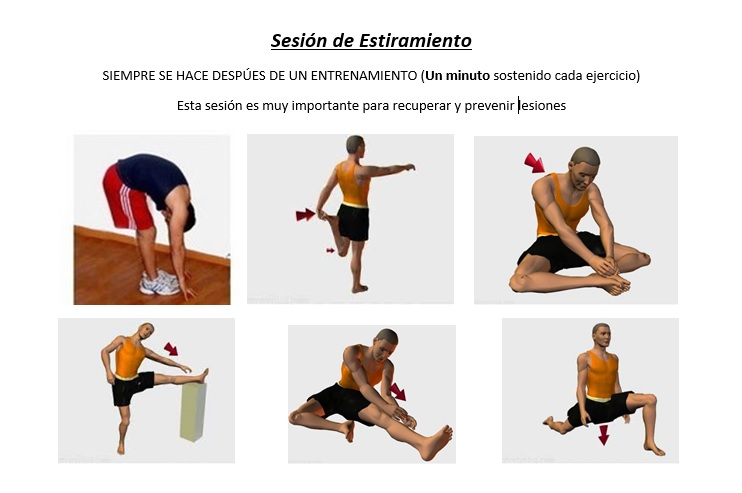 Sesión de Estiramiento
SIEMPRE SE HACE DESPÚES DE UN ENTRENAMIENTO (Un minuto sostenido cada ejercicio)
Esta sesión es muy importante para recuperar y prevenir lesiones